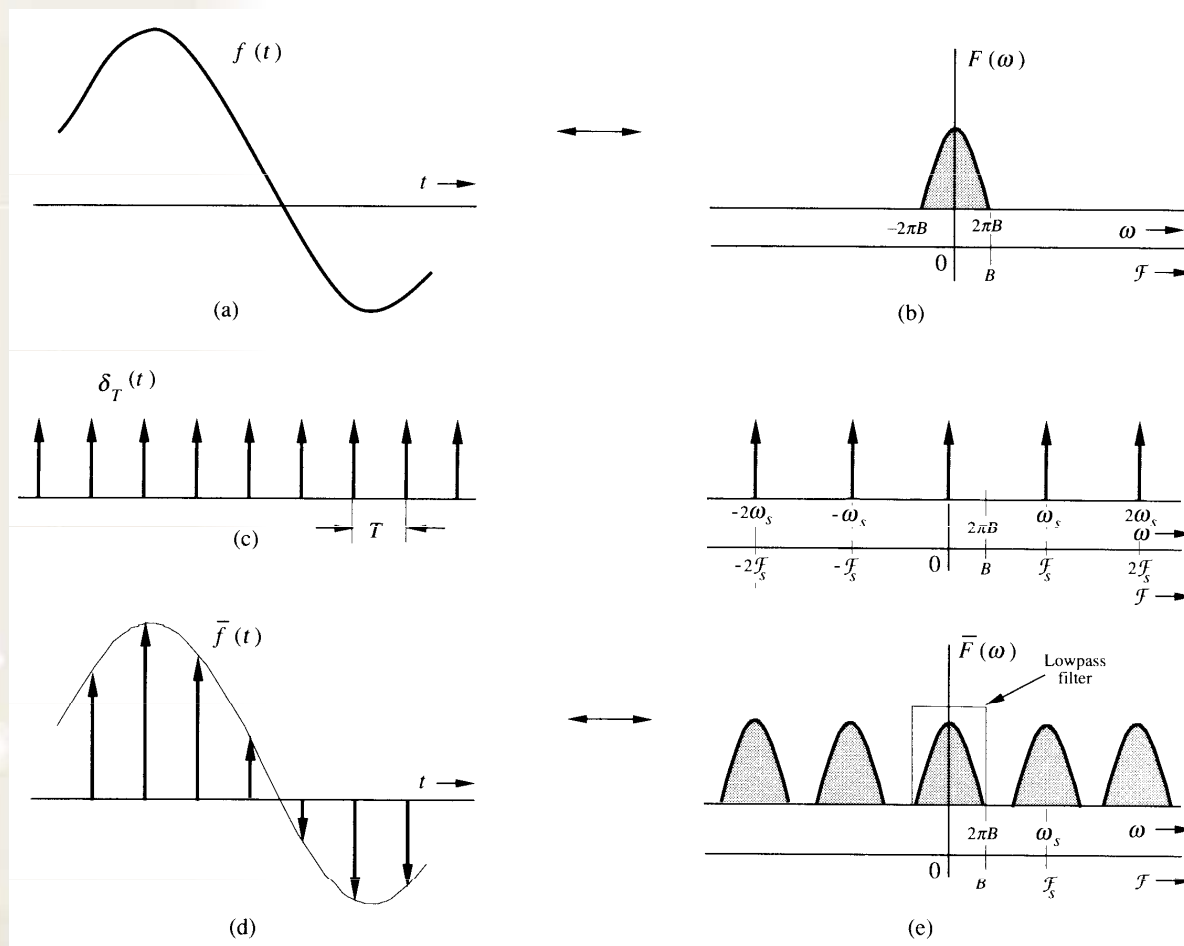 f (t)
t
(a)
F (ω)
−2πB 2πB ω
0 B ℱ
(b)
δ_T (t)
T
(c)
-2ω_s -ω_s 2πB ω_s 2ω_s
ω
-2ℱ_s -ℱ_s 0 B ℱ_s 2ℱ_s
ℱ
f̅ (t)
t
(d)
F̅ (ω)
Lowpass
filter
2πB ω_s ω
0 B ℱ_s ℱ
(e)